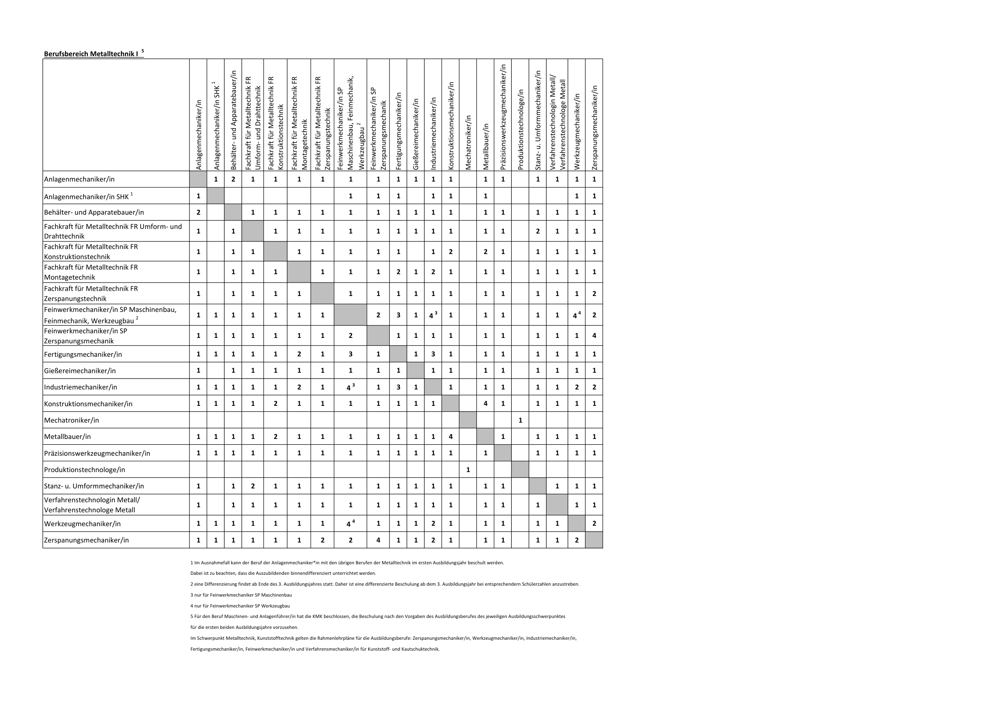 Berufsbereich Metalltechnik I 5
Anlagenmechaniker/in
Anlagenmechaniker/in SHK 1
Behälter- und Apparatebauer/in
Fachkraft für Metalltechnik FR
Umform- und Drahttechnik
Fachkraft für Metalltechnik FR
Konstruktionstechnik
Fachkraft für Metalltechnik FR
Montagetechnik
Fachkraft für Metalltechnik FR
Zerspanungstechnik
Feinwerkmechaniker/in SP
Maschinenbau, Feinmechanik,
Werkzeugbau 2
Feinwerkmechaniker/in SP
Zerspanungsmechanik
Fertigungsmechaniker/in
Gießereimechaniker/in
Industriemechaniker/in
Konstruktionsmechaniker/in
Mechatroniker/in
Metallbauer/in
Präzisionswerkzeugmechaniker/in
Produktionstechnologe/in
Stanz- u. Umformmechaniker/in
Verfahrenstechnologin Metall/
Verfahrenstechnologe Metall
Werkzeugmechaniker/in
Zerspanungsmechaniker/in
Anlagenmechaniker/in 1 2 1 1 1 1 1 1 1 1 1 1 1 1 1 1 1 1
Anlagenmechaniker/in SHK 1 1 1 1 1 1 1 1 1 1
Behälter- und Apparatebauer/in 2 1 1 1 1 1 1 1 1 1 1 1 1 1 1 1 1
Fachkraft für Metalltechnik FR Umform- und
Drahttechnik 1 1 1 1 1 1 1 1 1 1 1 1 1 2 1 1 1
Fachkraft für Metalltechnik FR
Konstruktionstechnik 1 1 1 1 1 1 1 1 1 2 2 1 1 1 1 1
Fachkraft für Metalltechnik FR
Montagetechnik 1 1 1 1 1 1 1 2 1 2 1 1 1 1 1 1 1
Fachkraft für Metalltechnik FR
Zerspanungstechnik 1 1 1 1 1 1 1 1 1 1 1 1 1 1 1 1 2
Feinwerkmechaniker/in SP Maschinenbau,
Feinmechanik, Werkzeugbau 2 1 1 1 1 1 1 1 2 3 1 4 3 1 1 1 1 1 4 4 2
Feinwerkmechaniker/in SP
Zerspanungsmechanik 1 1 1 1 1 1 1 2 1 1 1 1 1 1 1 1 1 4
Fertigungsmechaniker/in 1 1 1 1 1 2 1 3 1 1 3 1 1 1 1 1 1 1
Gießereimechaniker/in 1 1 1 1 1 1 1 1 1 1 1 1 1 1 1 1 1
Industriemechaniker/in 1 1 1 1 1 2 1 4 3 1 3 1 1 1 1 1 1 2 2
Konstruktionsmechaniker/in 1 1 1 1 2 1 1 1 1 1 1 1 4 1 1 1 1 1
Mechatroniker/in 1
Metallbauer/in 1 1 1 1 2 1 1 1 1 1 1 1 4 1 1 1 1 1
Präzisionswerkzeugmechaniker/in 1 1 1 1 1 1 1 1 1 1 1 1 1 1 1 1 1 1
Produktionstechnologe/in 1
Stanz- u. Umformmechaniker/in 1 1 2 1 1 1 1 1 1 1 1 1 1 1 1 1 1
Verfahrenstechnologin Metall/
Verfahrenstechnologe Metall 1 1 1 1 1 1 1 1 1 1 1 1 1 1 1 1 1
Werkzeugmechaniker/in 1 1 1 1 1 1 1 4 4 1 1 1 2 1 1 1 1 1 2
Zerspanungsmechaniker/in 1 1 1 1 1 1 2 2 4 1 1 2 1 1 1 1 1 2
1 Im Ausnahmefall kann der Beruf der Anlagenmechaniker*in mit den übrigen Berufen der Metalltechnik im ersten Ausbildungsjahr beschult werden.
Dabei ist zu beachten, dass die Auszubildenden binnendifferenziert unterrichtet werden.
2 eine Differenzierung findet ab Ende des 3. Ausbildungsjahres statt. Daher ist eine differenzierte Beschulung ab dem 3. Ausbildungsjahr bei entsprechendern Schülerzahlen anzustreben.
3 nur für Feinwerkmechaniker SP Maschinenbau
4 nur für Feinwerkmechaniker SP Werkzeugbau
5 Für den Beruf Maschinen- und Anlagenführer/in hat die KMK beschlossen, die Beschulung nach den Vorgaben des Ausbildungsberufes des jeweiligen Ausbildungsschwerpunktes
für die ersten beiden Ausbildungsjahre vorzusehen.
Im Schwerpunkt Metalltechnik, Kunststofftechnik gelten die Rahmenlehrpläne für die Ausbildungsberufe: Zerspanungsmechaniker/in, Werkzeugmechaniker/in, Industriemechaniker/in,
Fertigungsmechaniker/in, Feinwerkmechaniker/in und Verfahrensmechaniker/in für Kunststoff- und Kautschuktechnik.